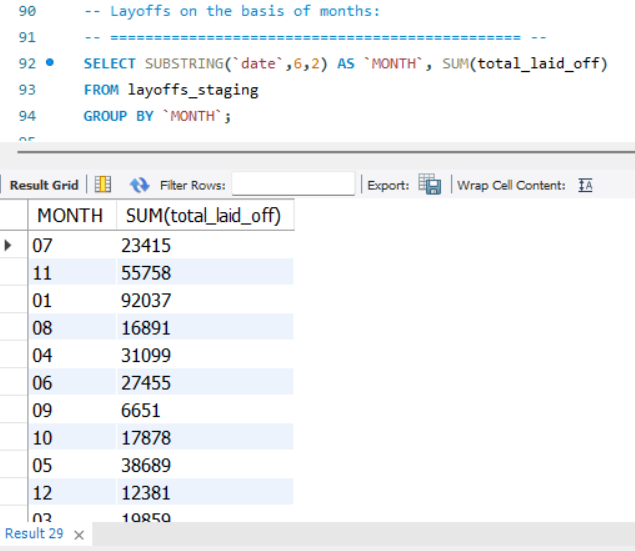 90 -- Layoffs on the basis of months:
91 -- ================================================ --
92 SELECT SUBSTRING(`date`,6,2) AS `MONTH`, SUM(total_laid_off)
93 FROM layoffs_staging
94 GROUP BY `MONTH`;
95
Result Grid Filter Rows: Export: Wrap Cell Content: IA
MONTH SUM(total_laid_off)
07 23415
11 55758
01 92037
08 16891
04 31099
06 27455
09 6651
10 17878
05 38689
12 12381
03 19859
Result 29 ×